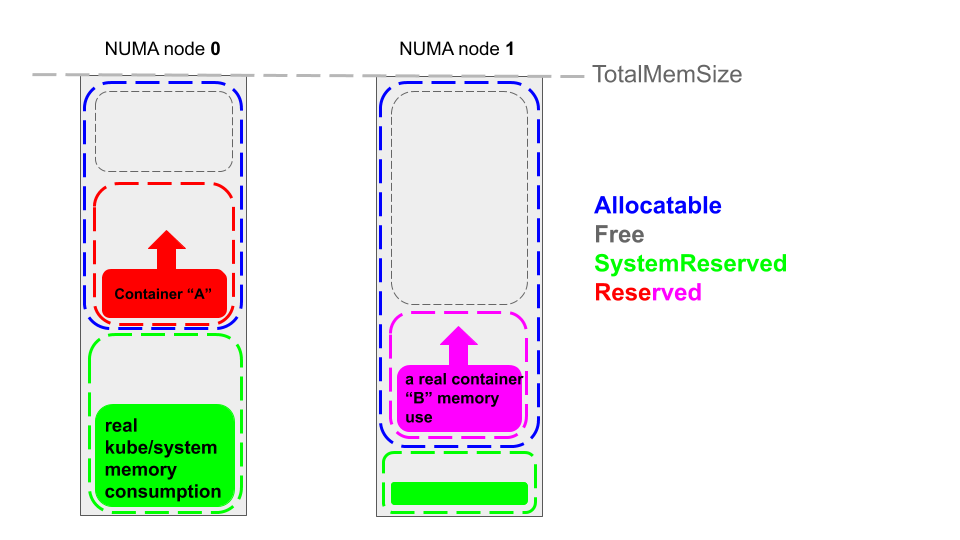 NUMA node 0
NUMA node 1
TotalMemSize
Allocatable
Free
SystemReserved
Reserved
Container “A”
a real container
“B” memory
use
real
kube/system
memory
consumption